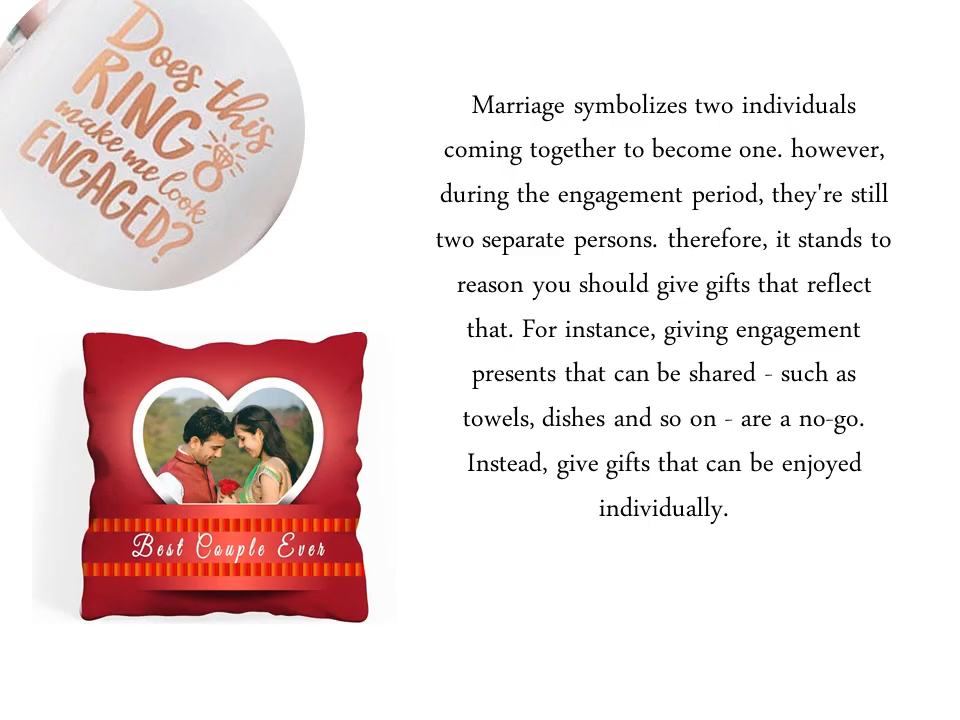 Does this
RING
make me look
ENGAGED?
Marriage symbolizes two individuals
coming together to become one. however,
during the engagement period, they're still
two separate persons. therefore, it stands to
reason you should give gifts that reflect
that. For instance, giving engagement
presents that can be shared - such as
towels, dishes and so on - are a no-go.
Instead, give gifts that can be enjoyed
individually.
Best Couple Ever